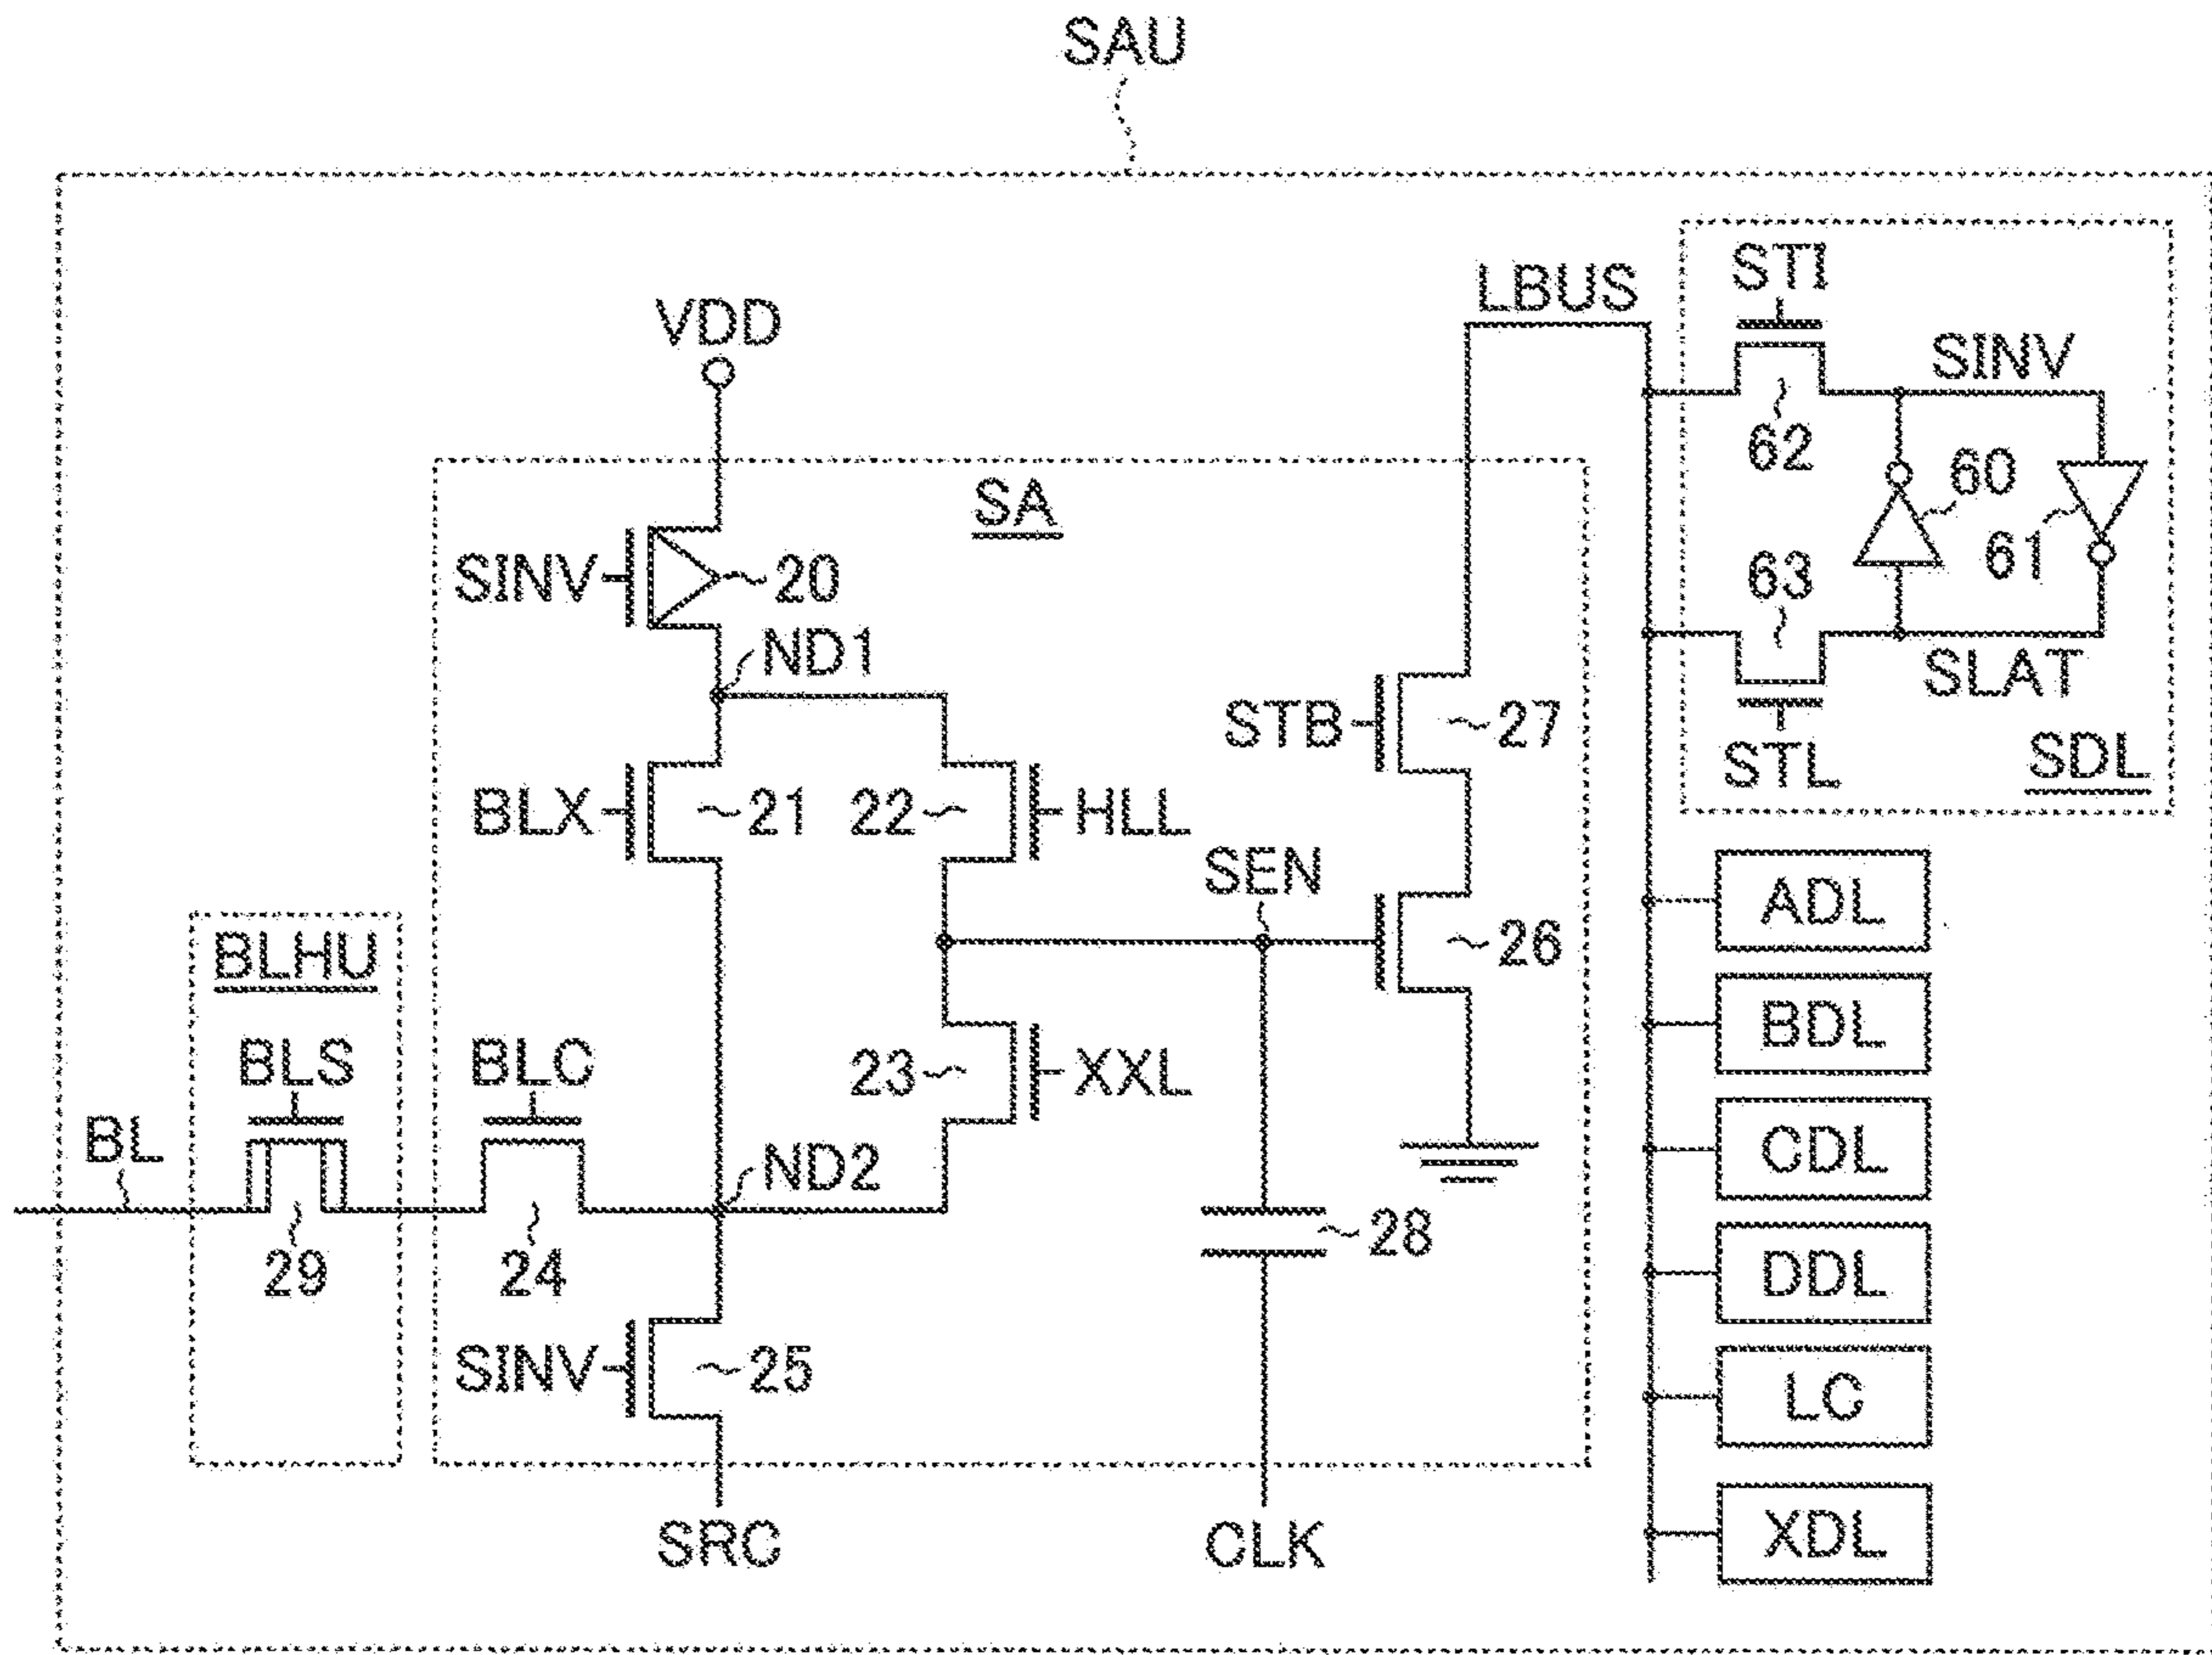 SAU
LBUS
STI
VDD
SINV
62
SA
60
61
SINV
20
63
ND1
SLAT
STB
27
STL
SDL
BLX
21
22
HLL
SEN
ADL
BLHU
26
BDL
BLS
BLC
23
XXL
BL
CDL
ND2
29
24
28
DDL
SINV
25
LC
SRC
CLK
XDL